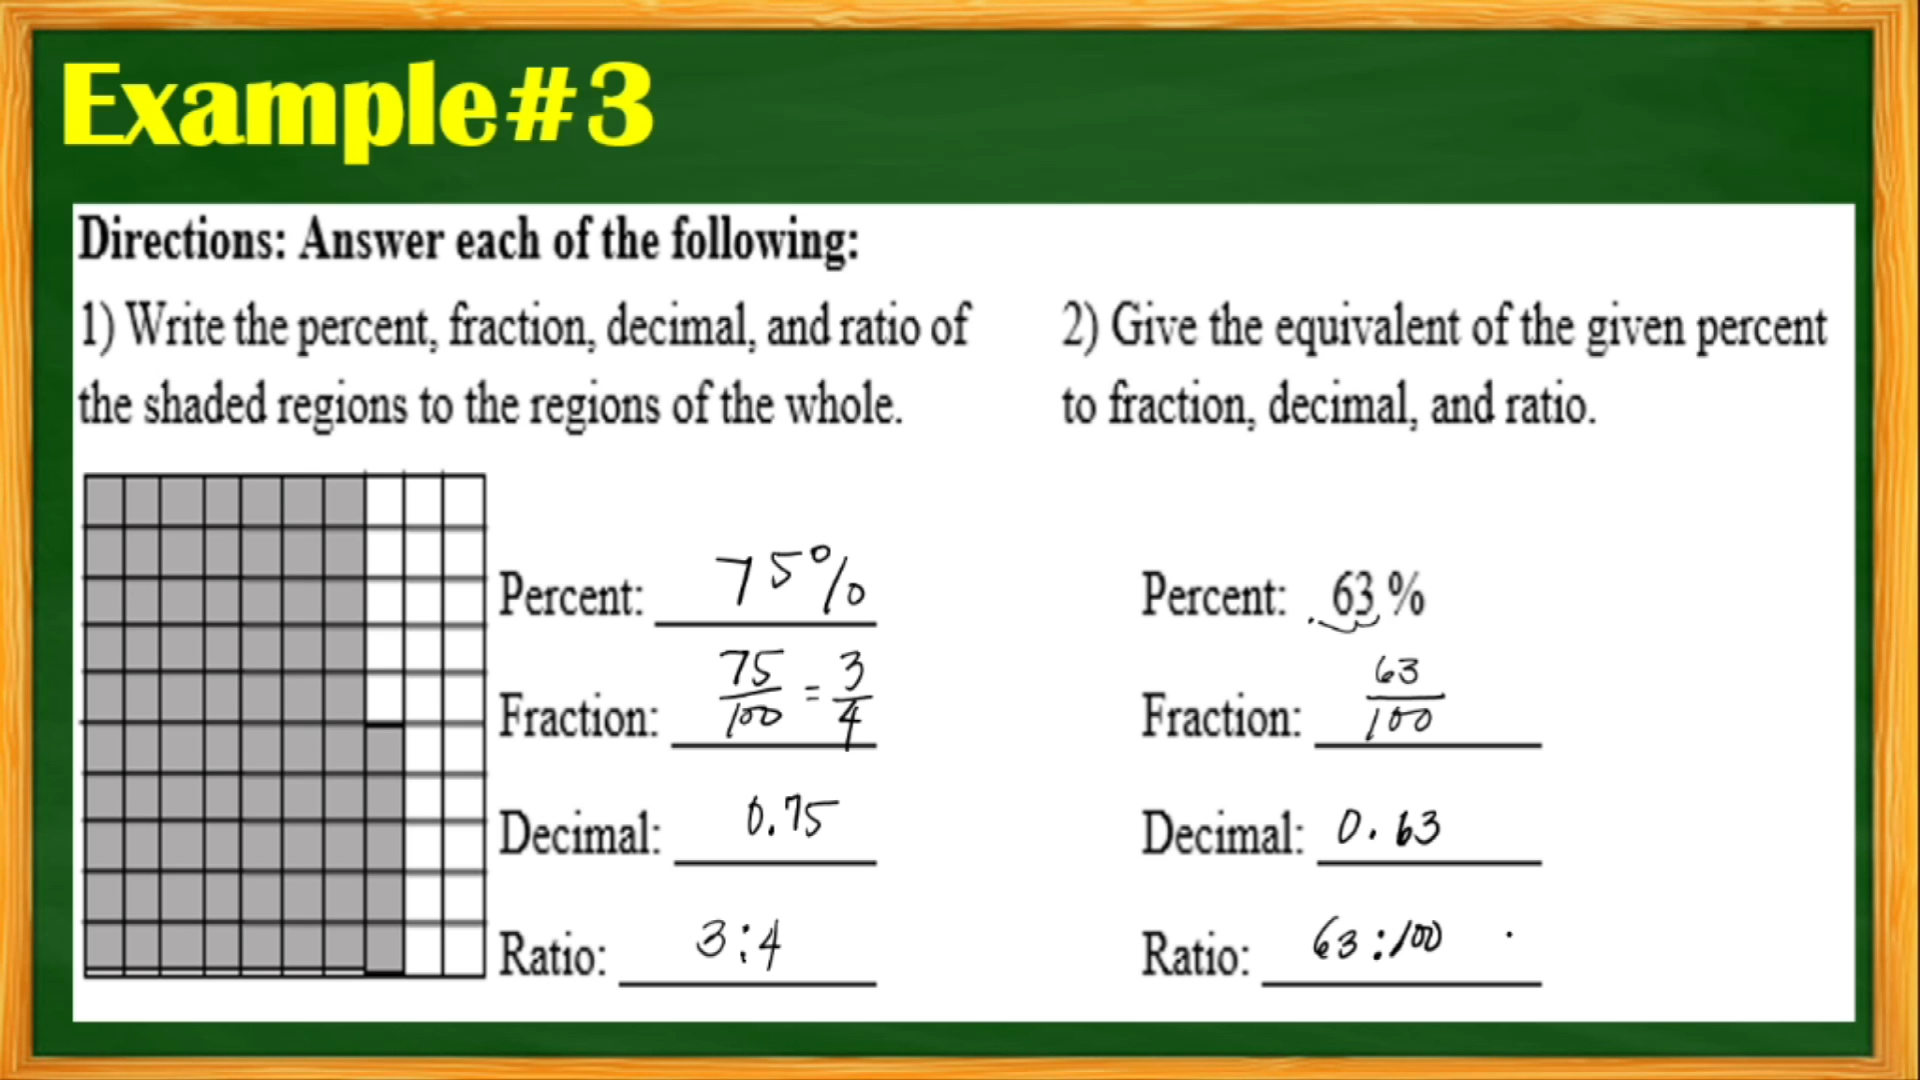 Example#3
Directions: Answer each of the following:
1) Write the percent, fraction, decimal, and ratio of
the shaded regions to the regions of the whole.
Percent: 75%
Fraction: 75/100 = 3/4
Decimal: 0.75
Ratio: 3:4
2) Give the equivalent of the given percent
to fraction, decimal, and ratio.
Percent: 63%
Fraction: 63/100
Decimal: 0.63
Ratio: 63:100